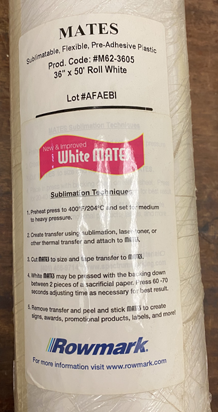 MATES
Sublimatable, Flexible, Pre-Adhesive Plastic
Prod. Code: #M62-3605
36" x 50' Roll White
Lot#AFAEBI
New & Improved
White MATES
Sublimation Techniques
1. Preheat press to 400°F/204°C and set for medium
to heavy pressure.
2. Create transfer using sublimation, laser toner, or
other thermal transfer and attach to MATES.
3. Cut MATES to size and tape transfer to MATES.
4. White MATES may be pressed with the backing down
between 2 pieces of a sacrificial paper. Press 60 -70
seconds adjusting time as necessary for best result.
5. Remove transfer and peel and stick MATES to create
signs, awards, promotional products, labels, and more!
Rowmark
For more information visit www.rowmark.com